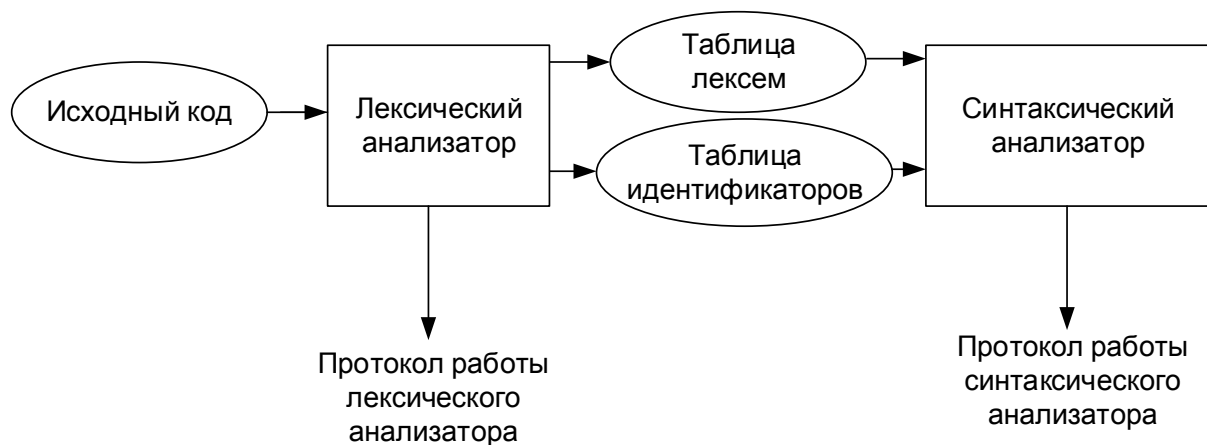 Исходный код
Лексический
анализатор
Таблица
лексем
Таблица
идентификаторов
Синтаксический
анализатор
Протокол работы
лексического
анализатора
Протокол работы
синтаксического
анализатора